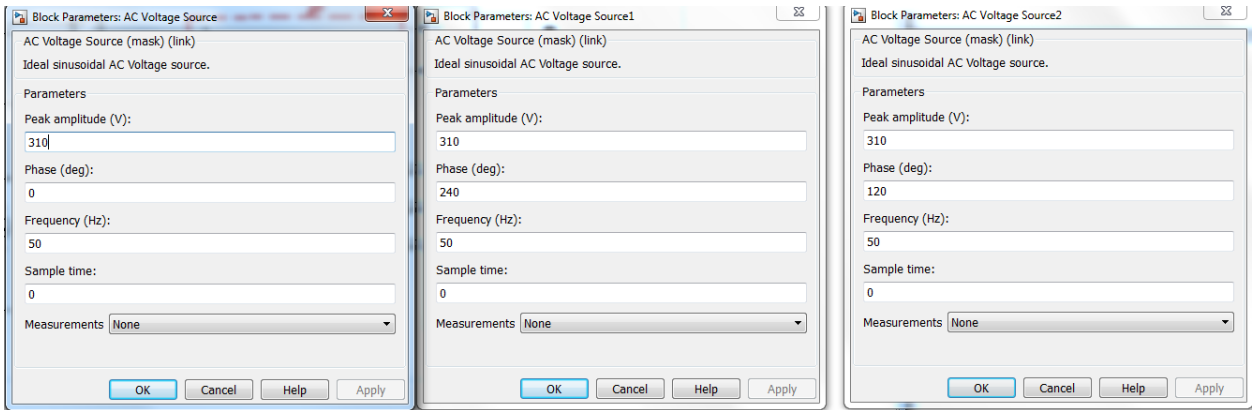 Block Parameters: AC Voltage Source
AC Voltage Source (mask) (link)
Ideal sinusoidal AC Voltage source.
Parameters
Peak amplitude (V):
310
Phase (deg):
0
Frequency (Hz):
50
Sample time:
0
Measurements None
OK Cancel Help Apply
Block Parameters: AC Voltage Source1
AC Voltage Source (mask) (link)
Ideal sinusoidal AC Voltage source.
Parameters
Peak amplitude (V):
310
Phase (deg):
240
Frequency (Hz):
50
Sample time:
0
Measurements None
OK Cancel Help Apply
Block Parameters: AC Voltage Source2
AC Voltage Source (mask) (link)
Ideal sinusoidal AC Voltage source.
Parameters
Peak amplitude (V):
310
Phase (deg):
120
Frequency (Hz):
50
Sample time:
0
Measurements None
OK Cancel Help Apply